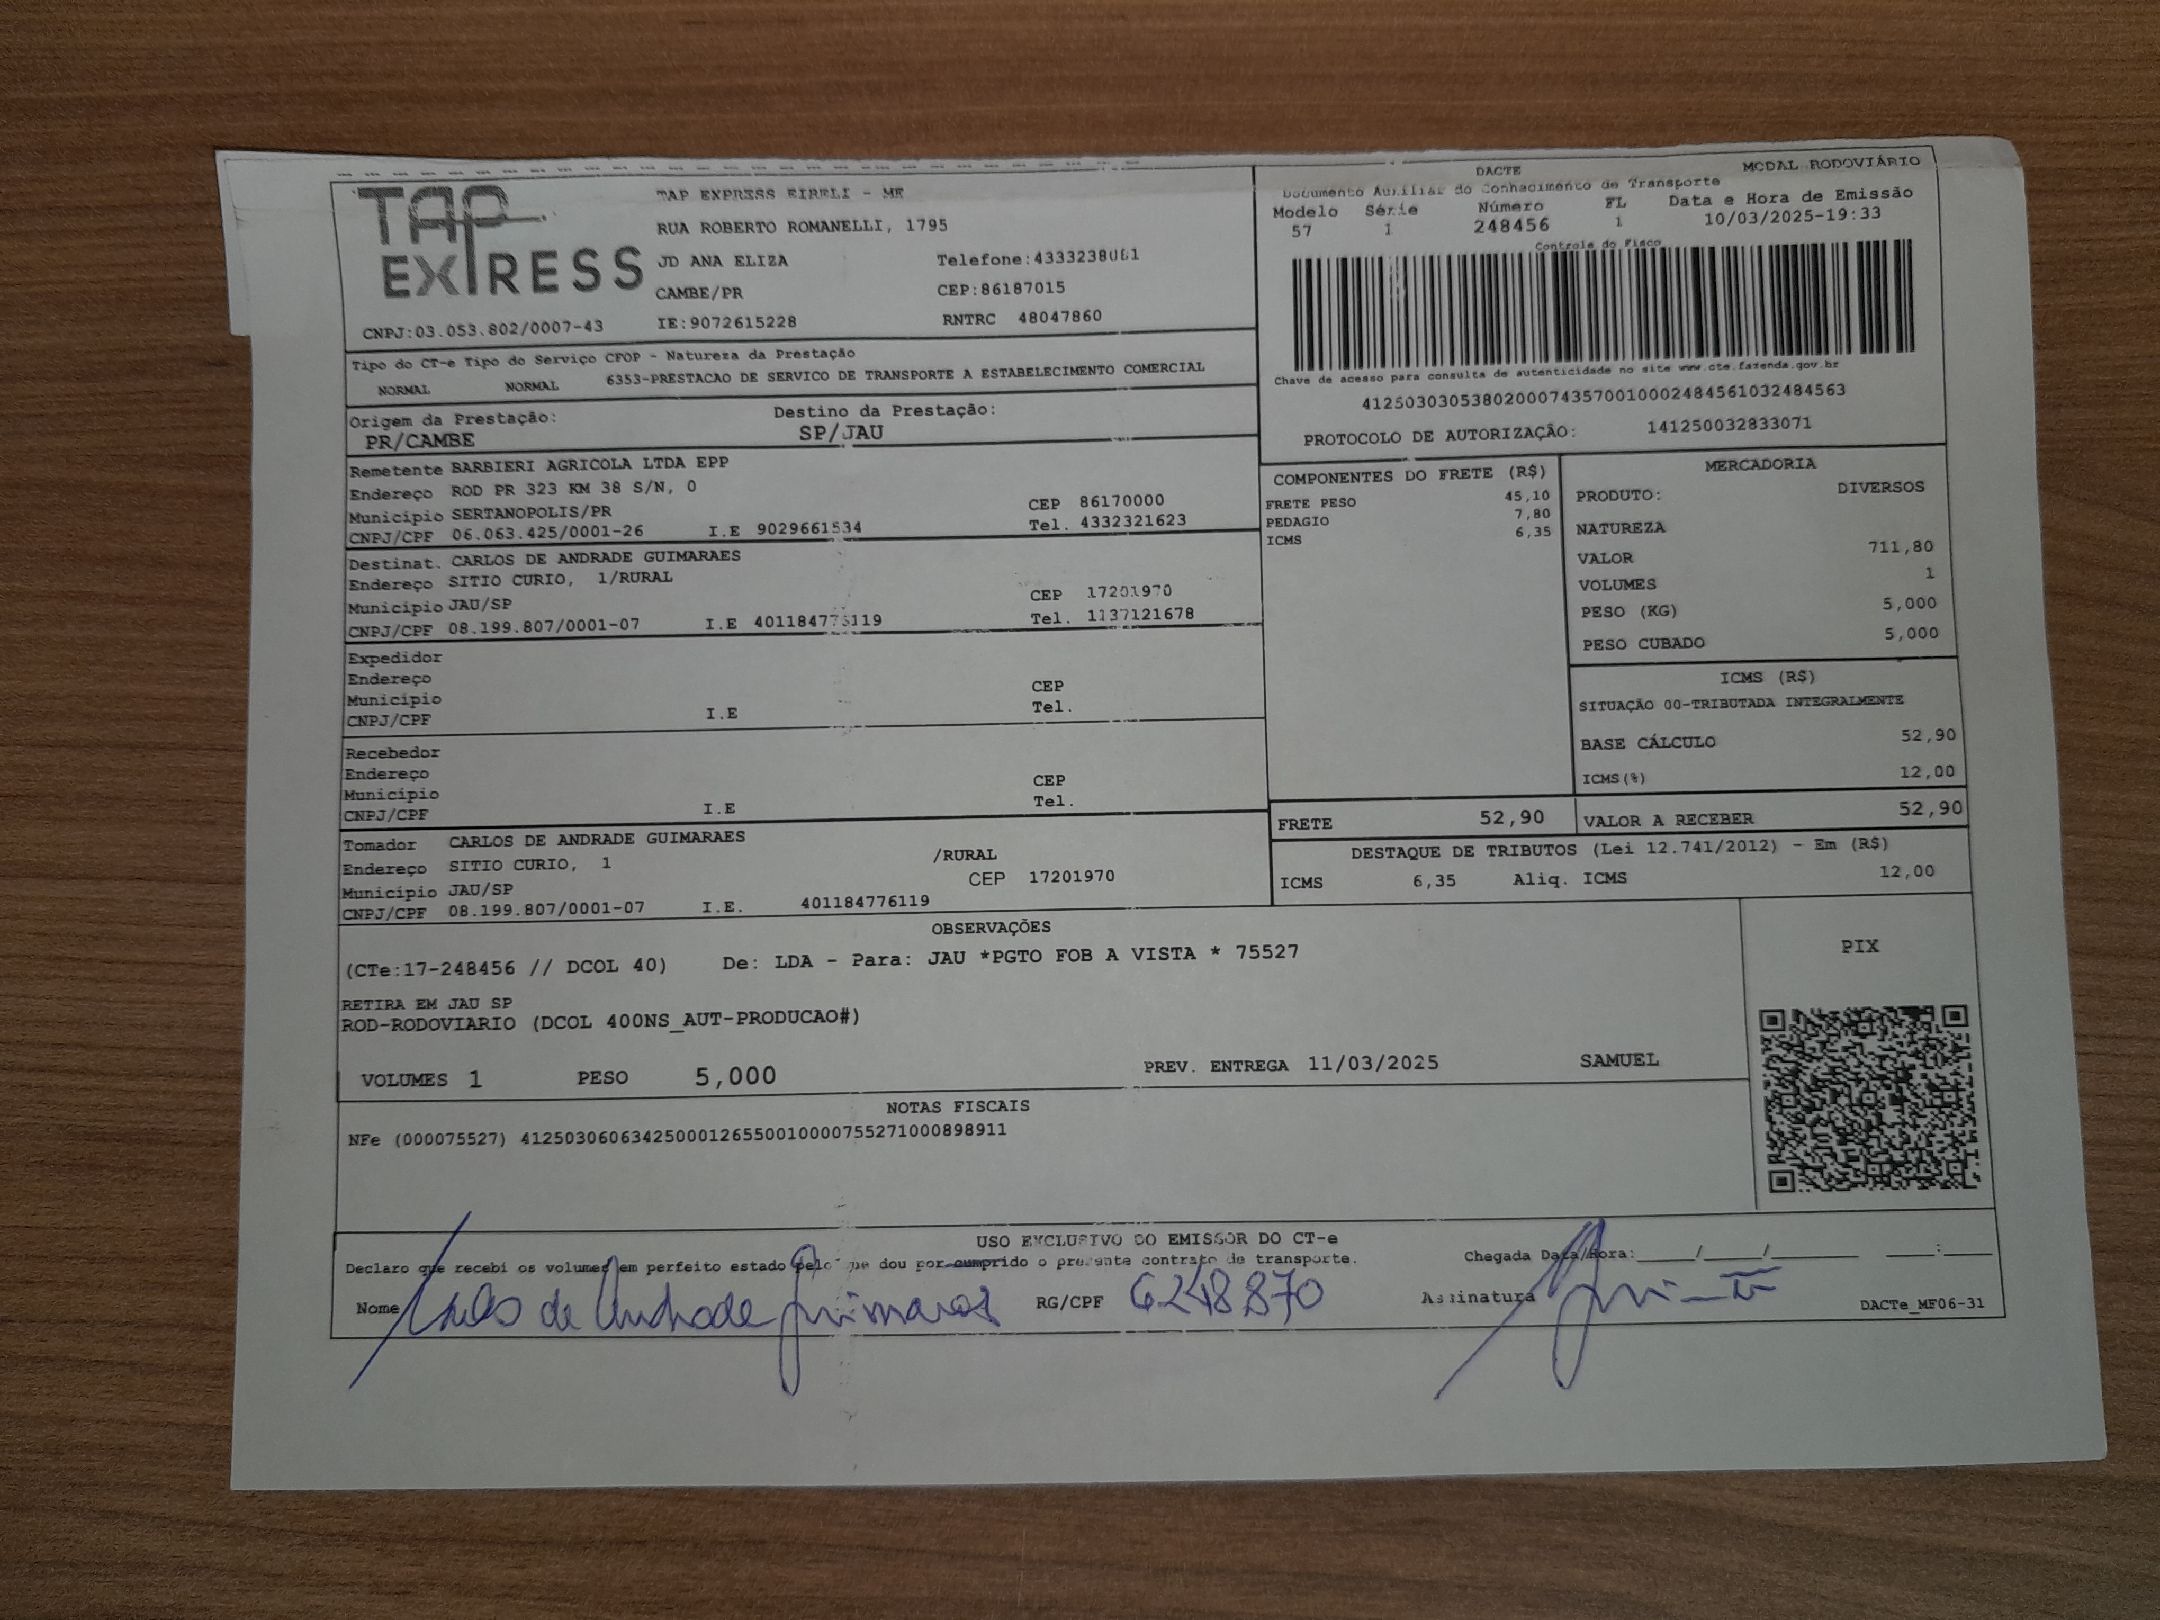 TAP EXPRESS
TAP EXPRESS EIRELI - ME
RUA ROBERTO ROMANELLI, 1795
JD ANA ELIZA
CAMBE/PR
CEP:86187015
CNPJ:03.053.802/0007-43 IE:9072615228 RNTRC 48047860
DACTE MODAL RODOVIÁRIO
Documento Auxiliar do Conhecimento de Transporte
Modelo Série Número FL Data e Hora de Emissão
57 1 248456 1 10/03/2025-19:33
Controle do Fisco
Chave de acesso para consulta de autenticidade no site www.cte.fazenda.gov.br
41250303053802000743570010002484561032484563
PROTOCOLO DE AUTORIZAÇÃO: 141250032833071
Tipo do CT-e Tipo do Serviço CFOP - Natureza da Prestação
NORMAL NORMAL 6353-PRESTACAO DE SERVICO DE TRANSPORTE A ESTABELECIMENTO COMERCIAL
Origem da Prestação: Destino da Prestação:
PR/CAMBE SP/JAU
Remetente BARBIERI AGRICOLA LTDA EPP
Endereço ROD PR 323 KM 38 S/N, 0 CEP 86170000
Município SERTANOPOLIS/PR Tel. 4332321623
CNPJ/CPF 06.063.425/0001-26 I.E 9029661534
Destinat. CARLOS DE ANDRADE GUIMARAES
Endereço SITIO CURIO, 1/RURAL CEP 17201970
Município JAU/SP Tel. 1137121678
CNPJ/CPF 08.199.807/0001-07 I.E 401184776119
Expedidor
Endereço
Município CEP
CNPJ/CPF I.E Tel.
Recebedor
Endereço CEP
Município Tel.
CNPJ/CPF I.E
Tomador CARLOS DE ANDRADE GUIMARAES
Endereço SITIO CURIO, 1 /RURAL
Município JAU/SP CEP 17201970
CNPJ/CPF 08.199.807/0001-07 I.E. 401184776119
COMPONENTES DO FRETE (R$)
FRETE PESO 45,10
PEDAGIO 7,80
ICMS 6,35
MERCADORIA
PRODUTO: DIVERSOS
NATUREZA
VALOR 711,80
VOLUMES 1
PESO (KG) 5,000
PESO CUBADO 5,000
ICMS (R$)
SITUAÇÃO 00-TRIBUTADA INTEGRALMENTE
BASE CÁLCULO 52,90
ICMS(%) 12,00
FRETE 52,90 VALOR A RECEBER 52,90
DESTAQUE DE TRIBUTOS (Lei 12.741/2012) - Em (R$)
ICMS 6,35 Aliq. ICMS 12,00
OBSERVAÇÕES
(CTe:17-248456 // DCOL 40) De: LDA - Para: JAU *PGTO FOB A VISTA * 75527
RETIRA EM JAU SP
ROD-RODOVIARIO (DCOL 400NS_AUT-PRODUCAO#)
VOLUMES 1 PESO 5,000 PREV. ENTREGA 11/03/2025 SAMUEL
PIX
NOTAS FISCAIS
NFe (000075527) 41250306063425000126550010000755271000898911
USO EXCLUSIVO DO EMISSOR DO CT-e
Declaro que recebi os volumes em perfeito estado pelo que dou por cumprido o presente contrato de transporte. Chegada Data/Hora:____/____/______ ___:___
Nome Carlos de Andrade Guimaraes RG/CPF 6248870 Assinatura
DACTe_MF06-31